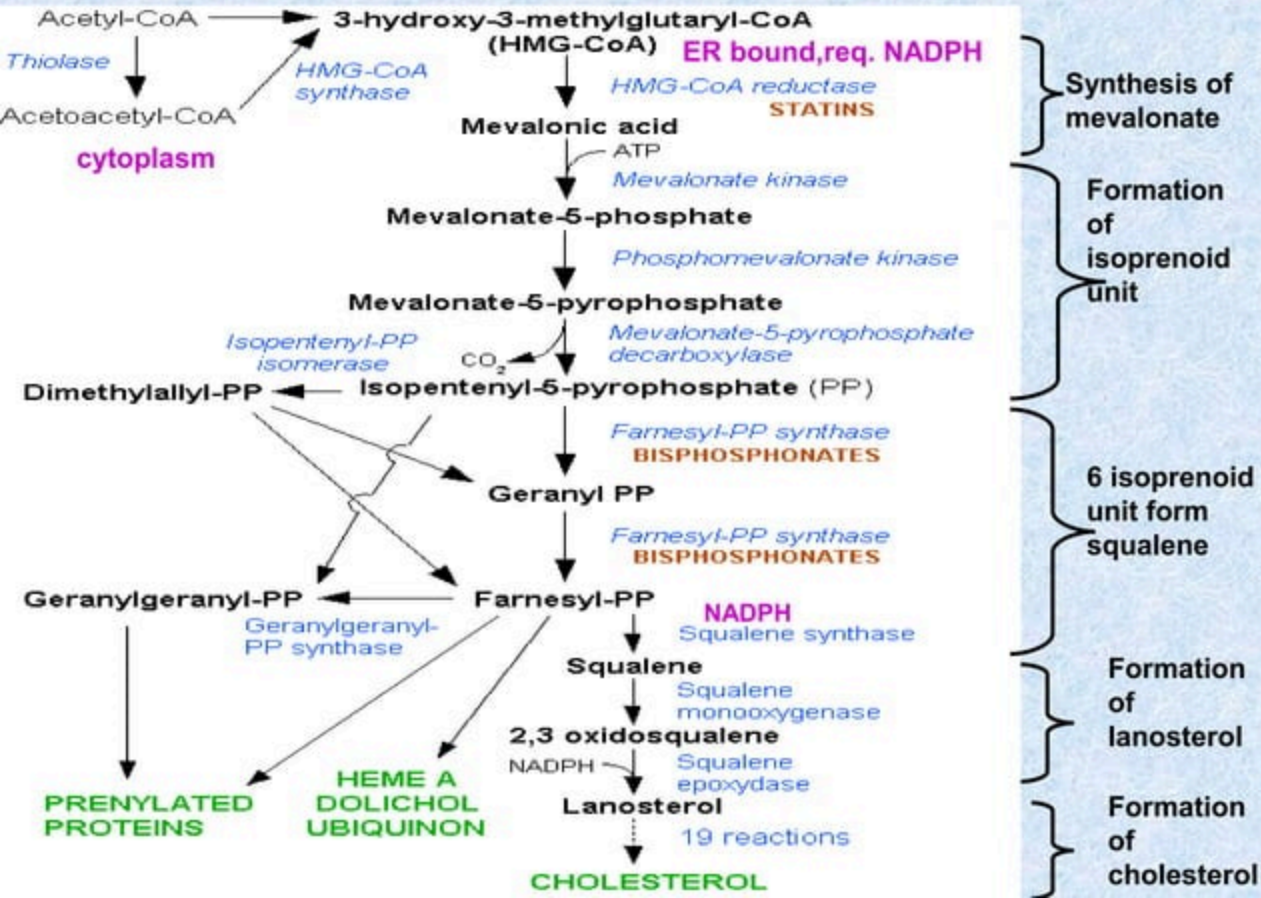 Acetyl-CoA
3-hydroxy-3-methylglutaryl-CoA
(HMG-CoA)
ER bound,req. NADPH
Thiolase
HMG-CoA
synthase
HMG-CoA reductase
STATINS
Synthesis of
mevalonate
Acetoacetyl-CoA
cytoplasm
Mevalonic acid
ATP
Mevalonate kinase
Formation
of
isoprenoid
unit
Mevalonate-5-phosphate
Phosphomevalonate kinase
Mevalonate-5-pyrophosphate
Isopentenyl-PP
isomerase
CO2
Mevalonate-5-pyrophosphate
decarboxylase
Dimethylallyl-PP
Isopentenyl-5-pyrophosphate (PP)
Farnesyl-PP synthase
BISPHOSPHONATES
6 isoprenoid
unit form
squalene
Geranyl PP
Farnesyl-PP synthase
BISPHOSPHONATES
Geranylgeranyl-PP
Farnesyl-PP
Geranylgeranyl-
PP synthase
NADPH
Squalene synthase
Squalene
Squalene
monooxygenase
Formation
of
lanosterol
2,3 oxidosqualene
NADPH
Squalene
epoxydase
PRENYLATED
PROTEINS
HEME A
DOLICHOL
UBIQUINON
Lanosterol
19 reactions
Formation
of
cholesterol
CHOLESTEROL